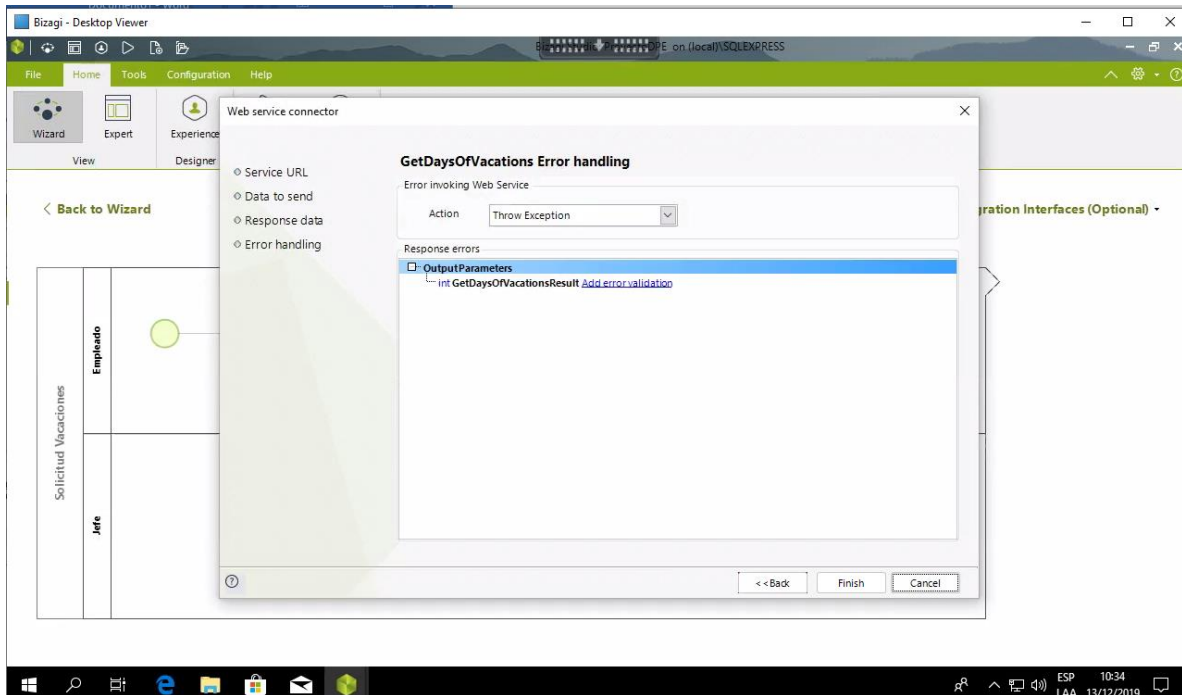 Bizagi - Desktop Viewer
on (local)\SQLEXPRESS
File Home Tools Configuration Help
Wizard Expert Experience
View Designer
Web service connector
Service URL
Data to send
Response data
Error handling
GetDaysOfVacations Error handling
Error invoking Web Service
Action Throw Exception
Response errors
OutputParameters
int GetDaysOfVacationsResult Add error validation
< Back to Wizard
gration Interfaces (Optional)
Solicitud Vacaciones
Empleado
Jefe
<<Back Finish Cancel
ESP 10:34
LAA 13/12/2019